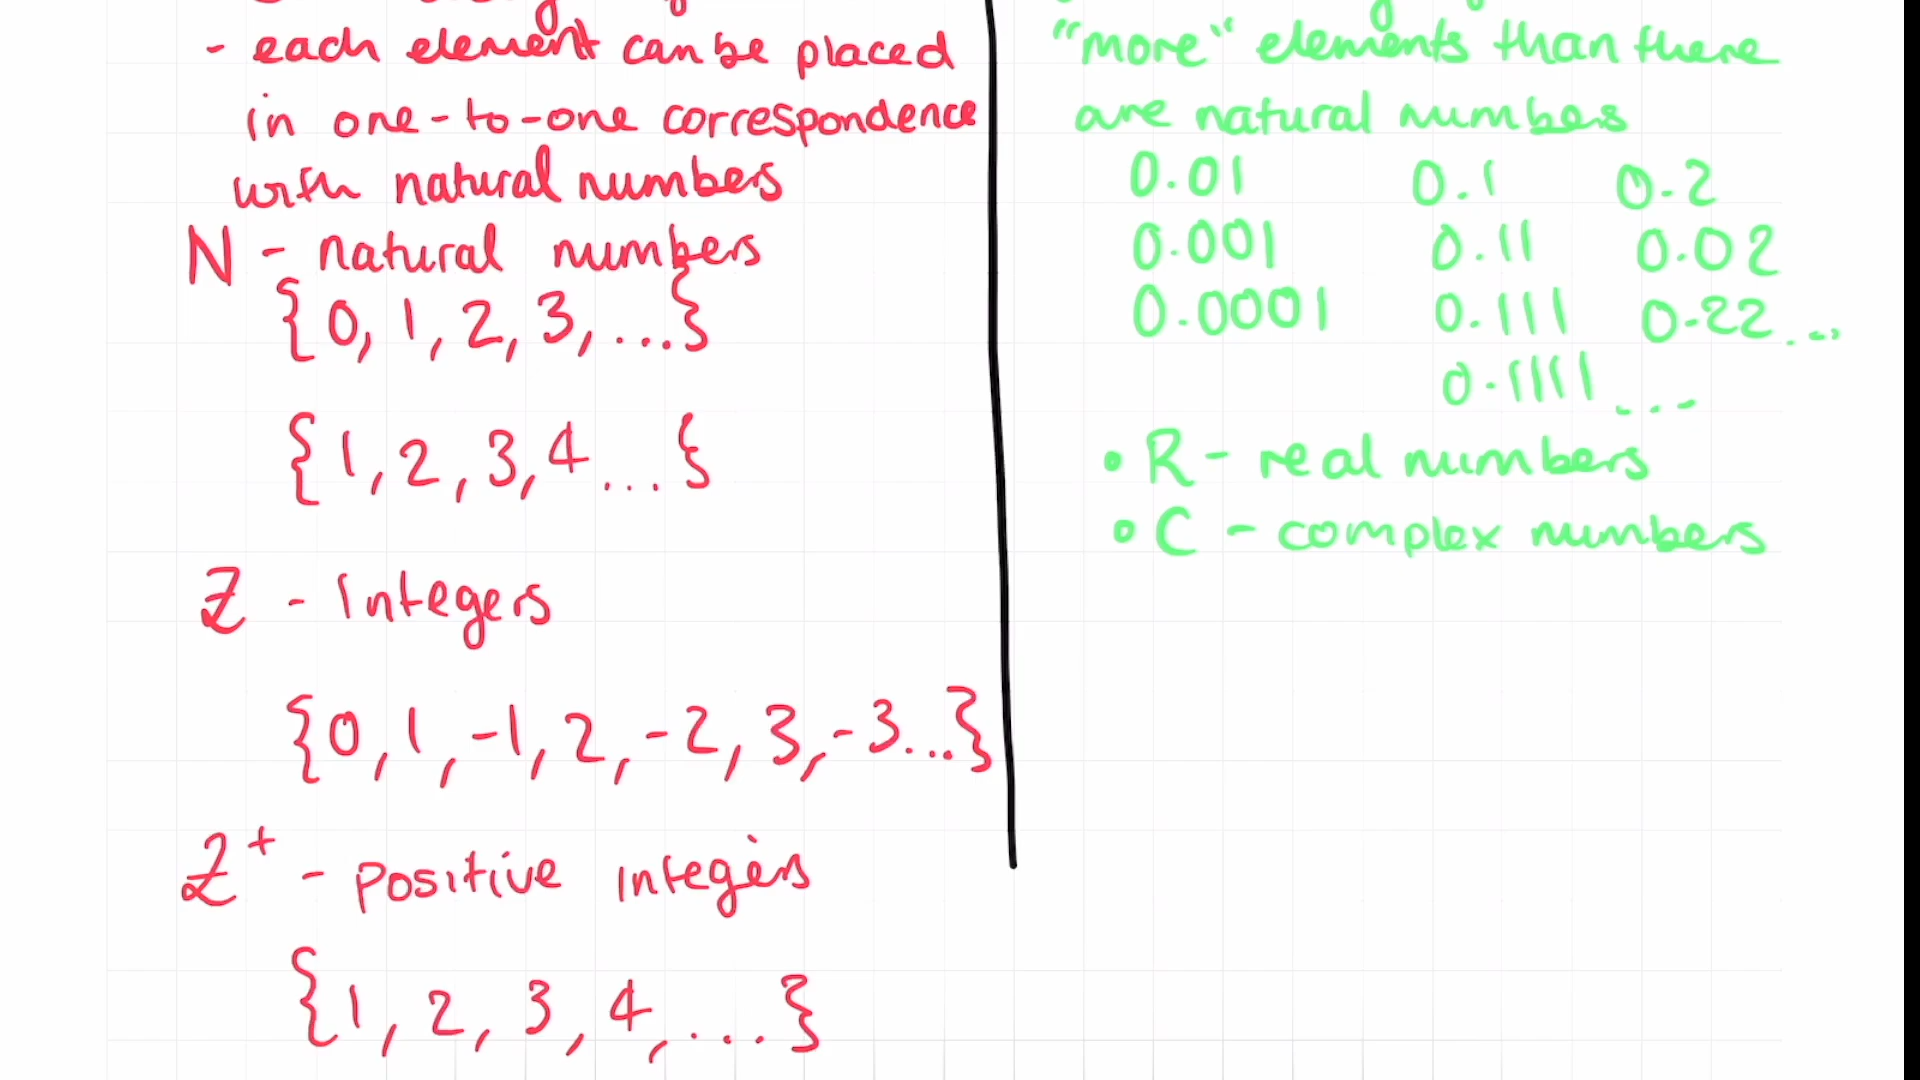 - each element can be placed
in one-to-one correspondence
with natural numbers
N - natural numbers
{0, 1, 2, 3, ...}
{1, 2, 3, 4 ...}
Z - Integers
{0, 1, -1, 2, -2, 3, -3...}
Z+ - positive integers
{1, 2, 3, 4, ...}
"more" elements than there
are natural numbers
0.01 0.1 0.2
0.001 0.11 0.02
0.0001 0.111 0.22...
0.1111...
• R - real numbers
• C - complex numbers